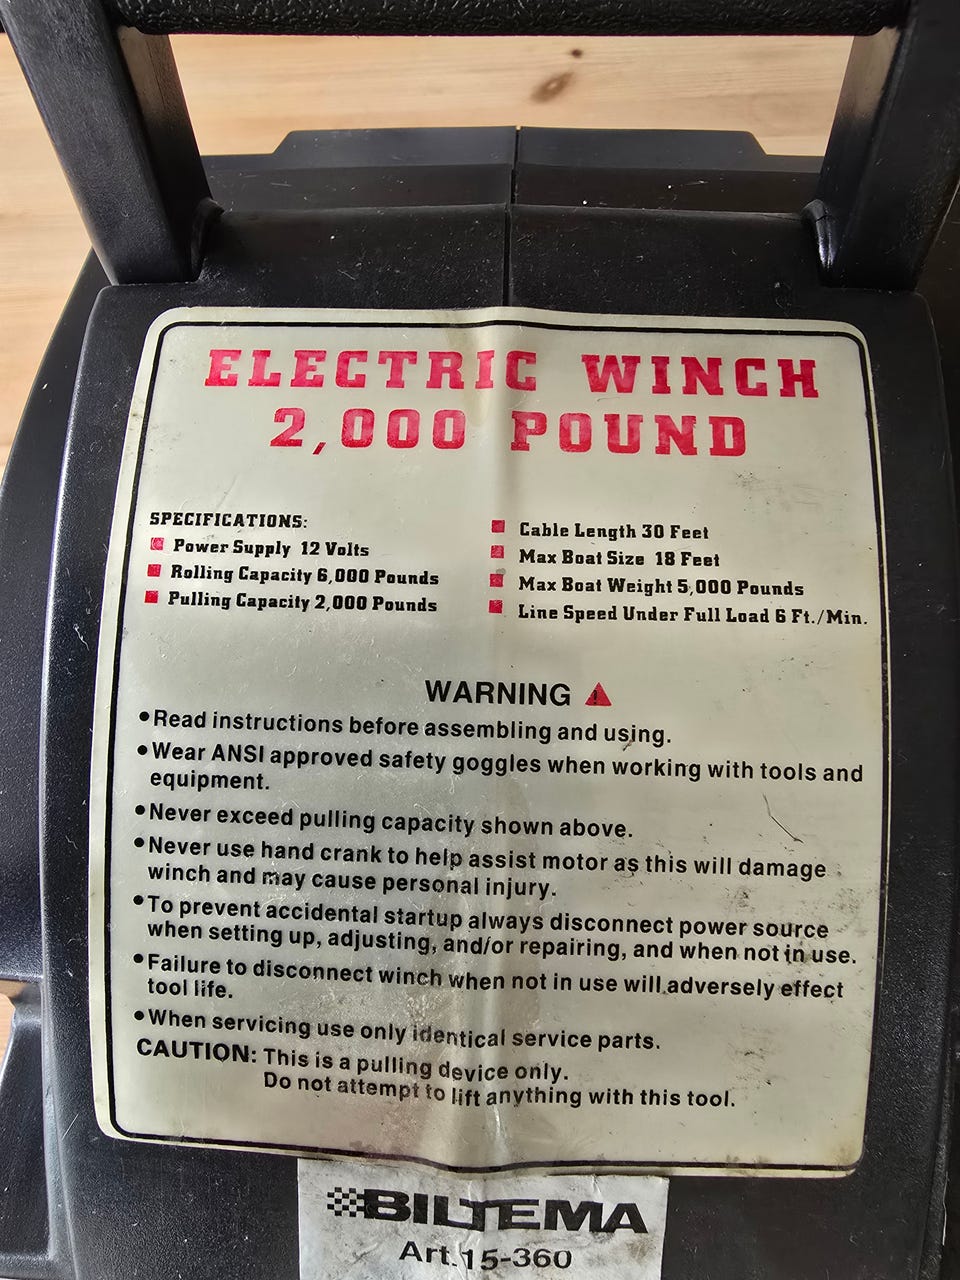 ELECTRIC WINCH
2,000 POUND
SPECIFICATIONS:
Power Supply 12 Volts
Rolling Capacity 6,000 Pounds
Pulling Capacity 2,000 Pounds
Cable Length 30 Feet
Max Boat Size 18 Feet
Max Boat Weight 5,000 Pounds
Line Speed Under Full Load 6 Ft./Min.
WARNING
•Read instructions before assembling and using.
•Wear ANSI approved safety goggles when working with tools and
equipment.
•Never exceed pulling capacity shown above.
•Never use hand crank to help assist motor as this will damage
winch and may cause personal injury.
•To prevent accidental startup always disconnect power source
when setting up, adjusting, and/or repairing, and when not in use.
•Failure to disconnect winch when not in use will adversely effect
tool life.
•When servicing use only identical service parts.
CAUTION: This is a pulling device only.
Do not attempt to lift anything with this tool.
BILTEMA
Art.15-360